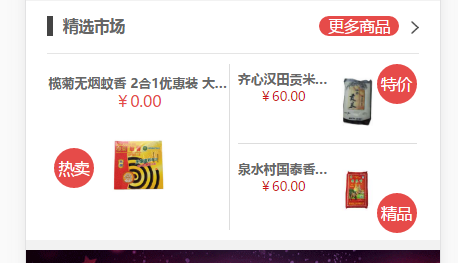 精选市场
更多商品
榄菊无烟蚊香 2合1优惠装 大...
￥0.00
热卖
齐心汉田贡米...
￥60.00
特价
泉水村国泰香...
￥60.00
精品